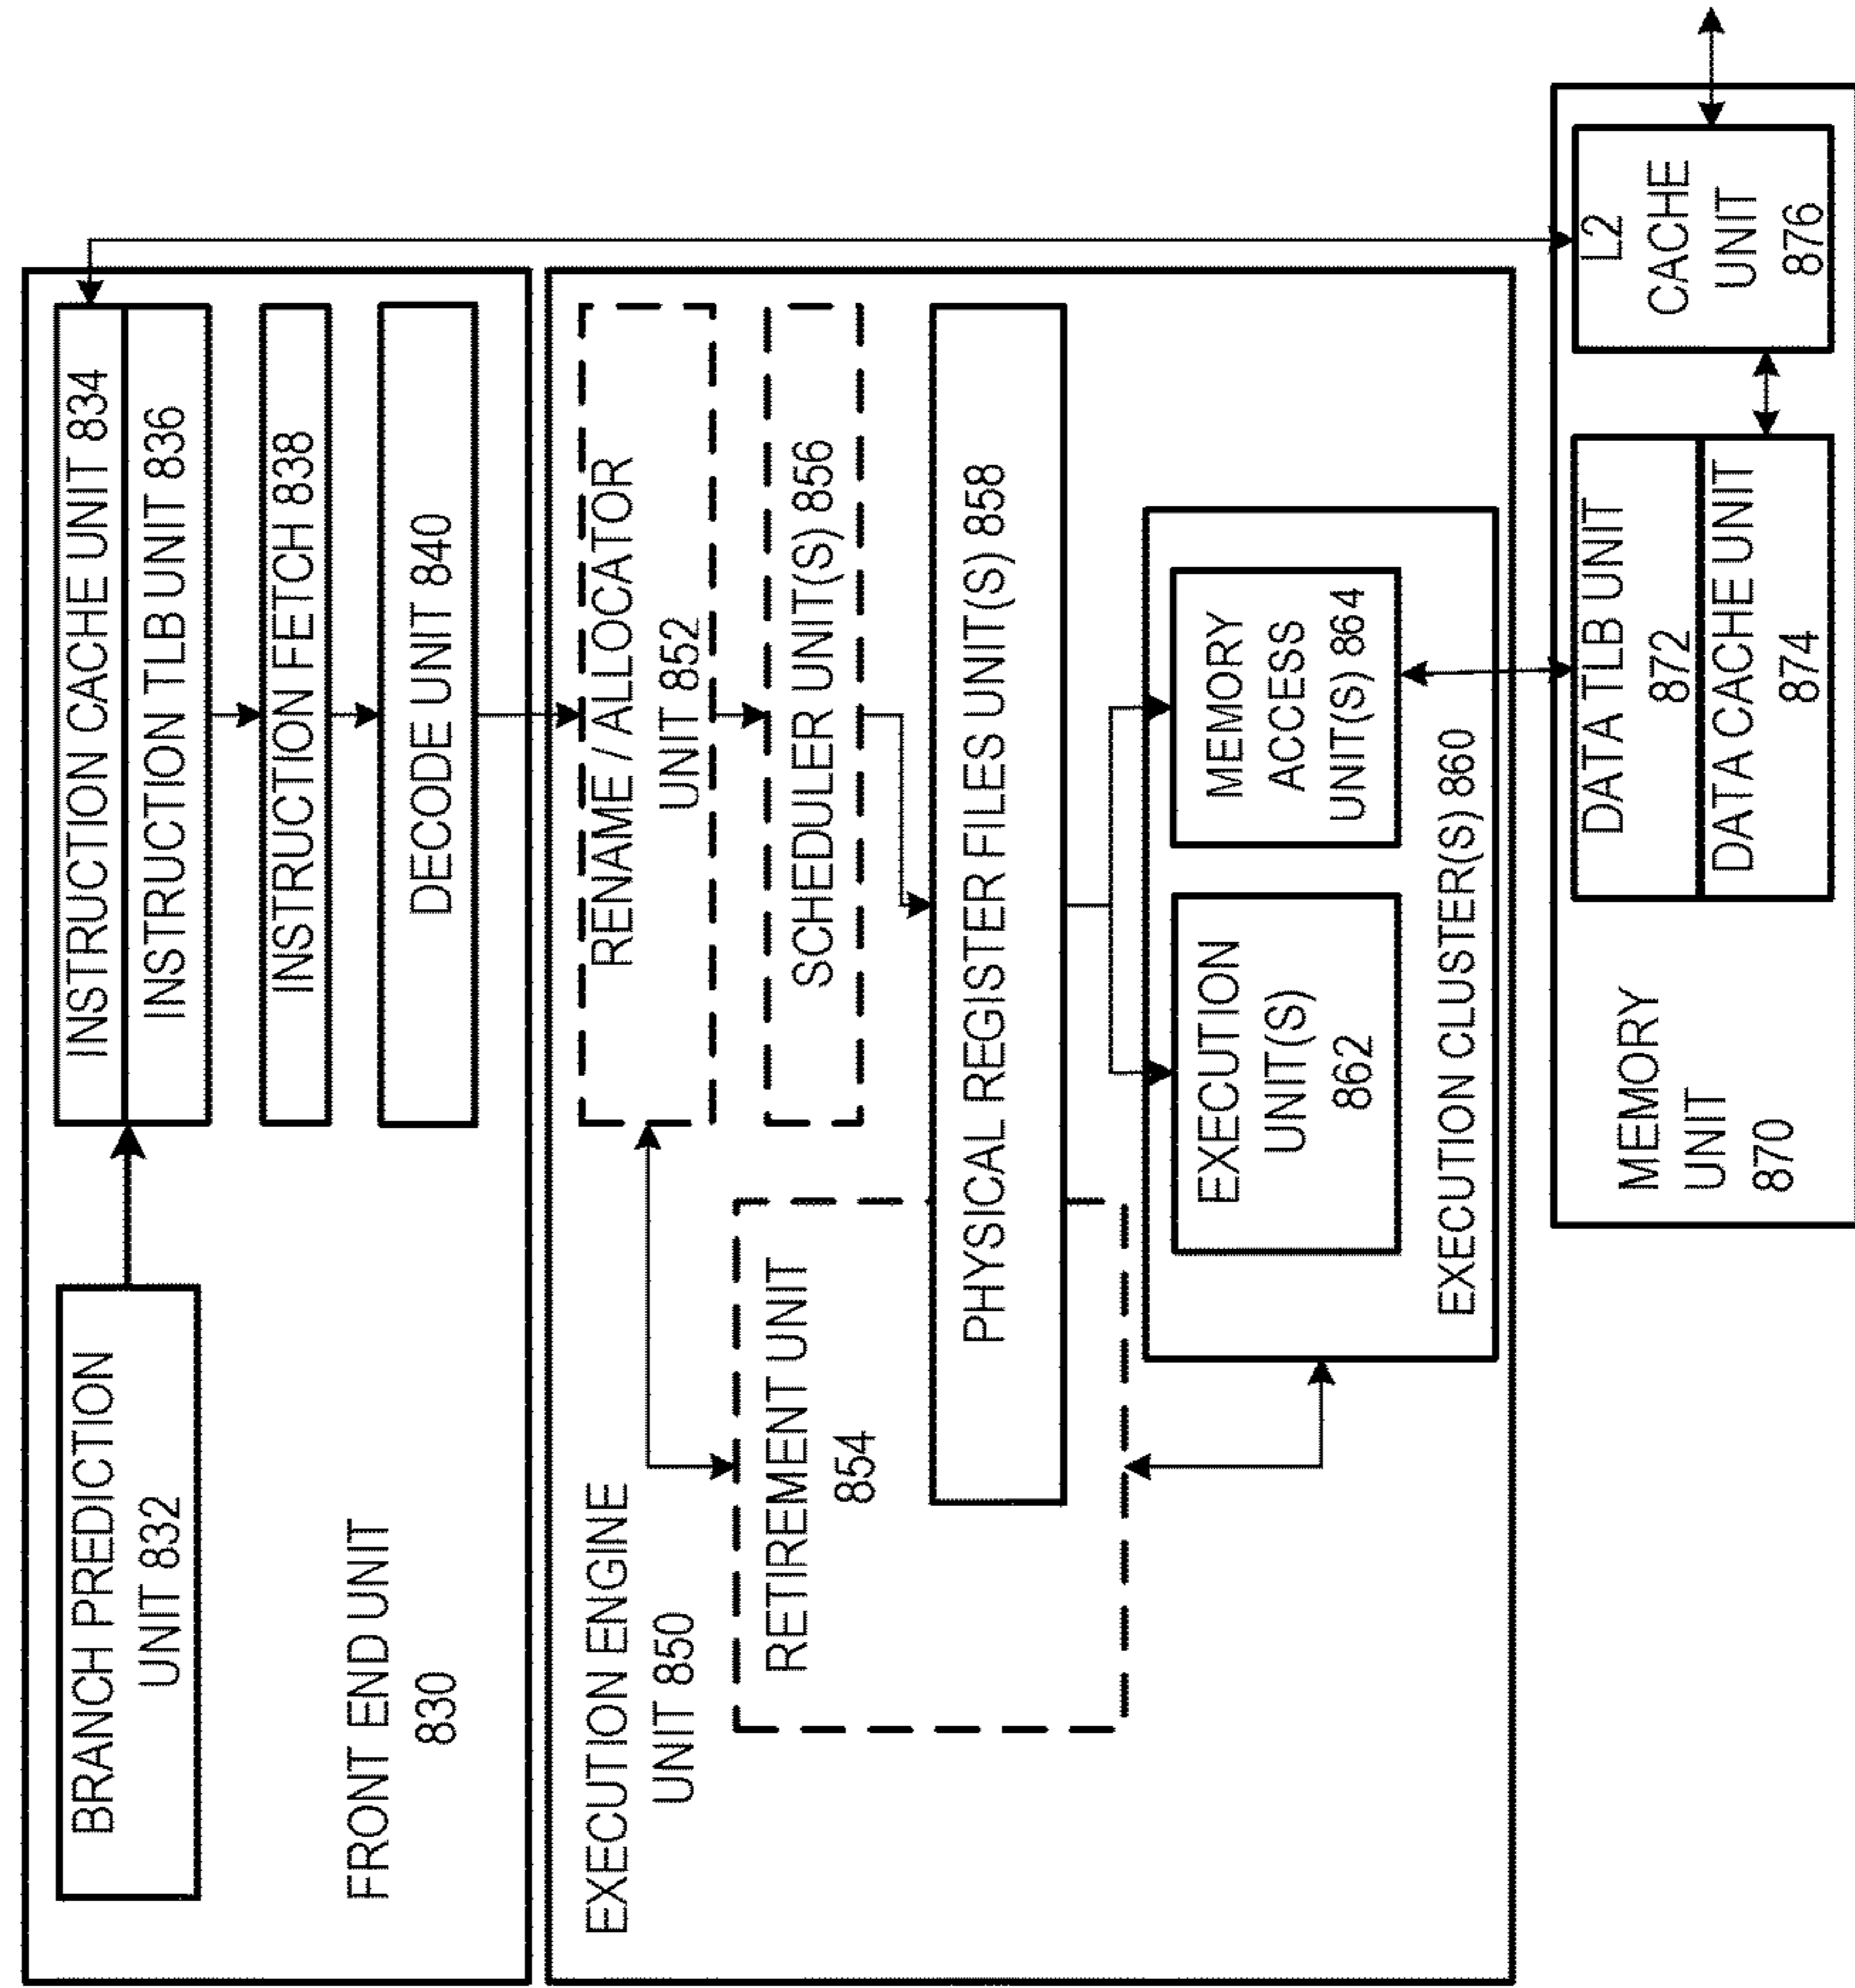 BRANCH PREDICTION
UNIT 832
INSTRUCTION CACHE UNIT 834
INSTRUCTION TLB UNIT 836
INSTRUCTION FETCH 838
FRONT END UNIT
830
DECODE UNIT 840
EXECUTION ENGINE
UNIT 850
RENAME / ALLOCATOR
UNIT 852
RETIREMENT UNIT
854
SCHEDULER UNIT(S) 856
PHYSICAL REGISTER FILES UNIT(S) 858
EXECUTION
UNIT(S)
862
MEMORY
ACCESS
UNIT(S) 864
EXECUTION CLUSTER(S) 860
MEMORY
UNIT
870
DATA TLB UNIT
872
DATA CACHE UNIT
874
L2
CACHE
UNIT
876